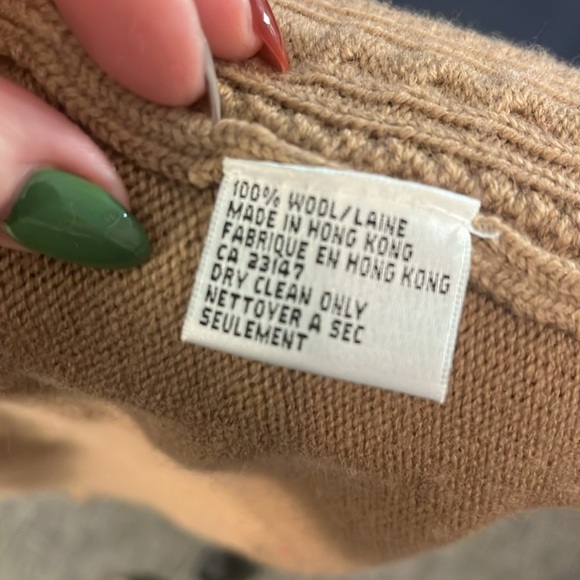 100% WOOL/LAINE
MADE IN HONG KONG
FABRIQUE EN HONG KONG
CA 23147
DRY CLEAN ONLY
NETTOYER A SEC
SEULEMENT